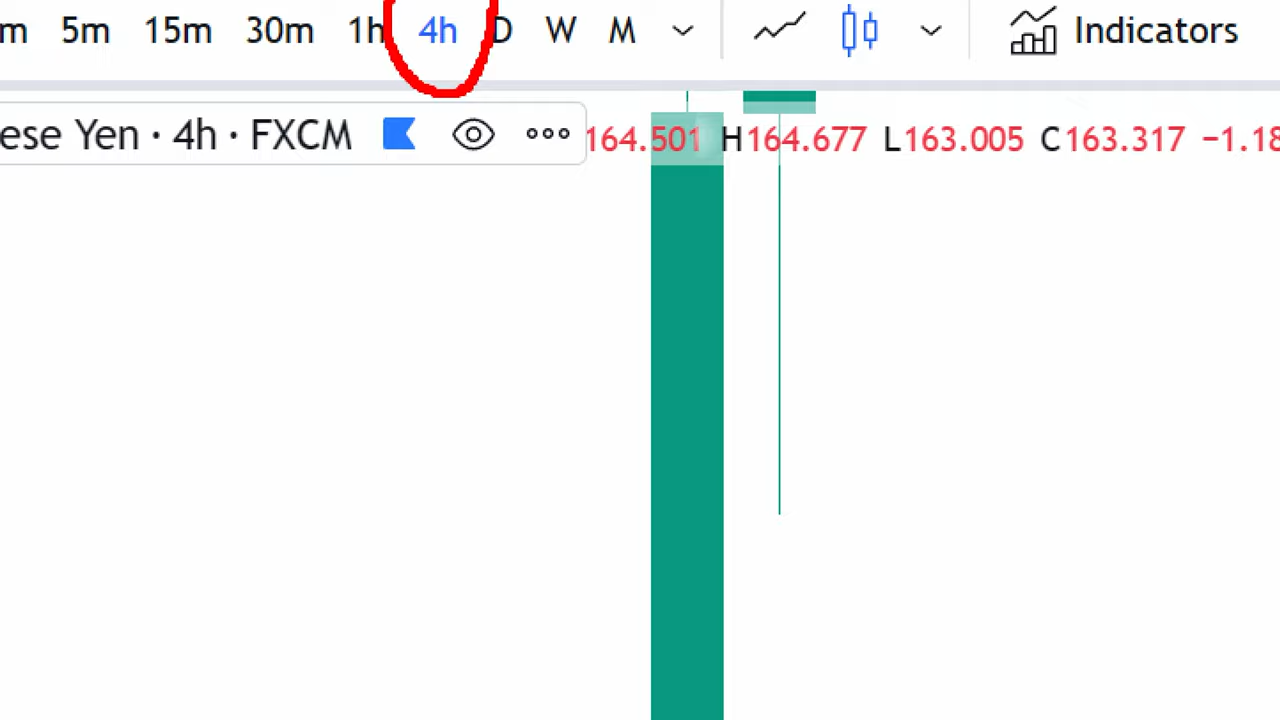 m 5m 15m 30m 1h 4h D W M Indicators
ese Yen · 4h · FXCM 164.501 H164.677 L163.005 C163.317 −1.18